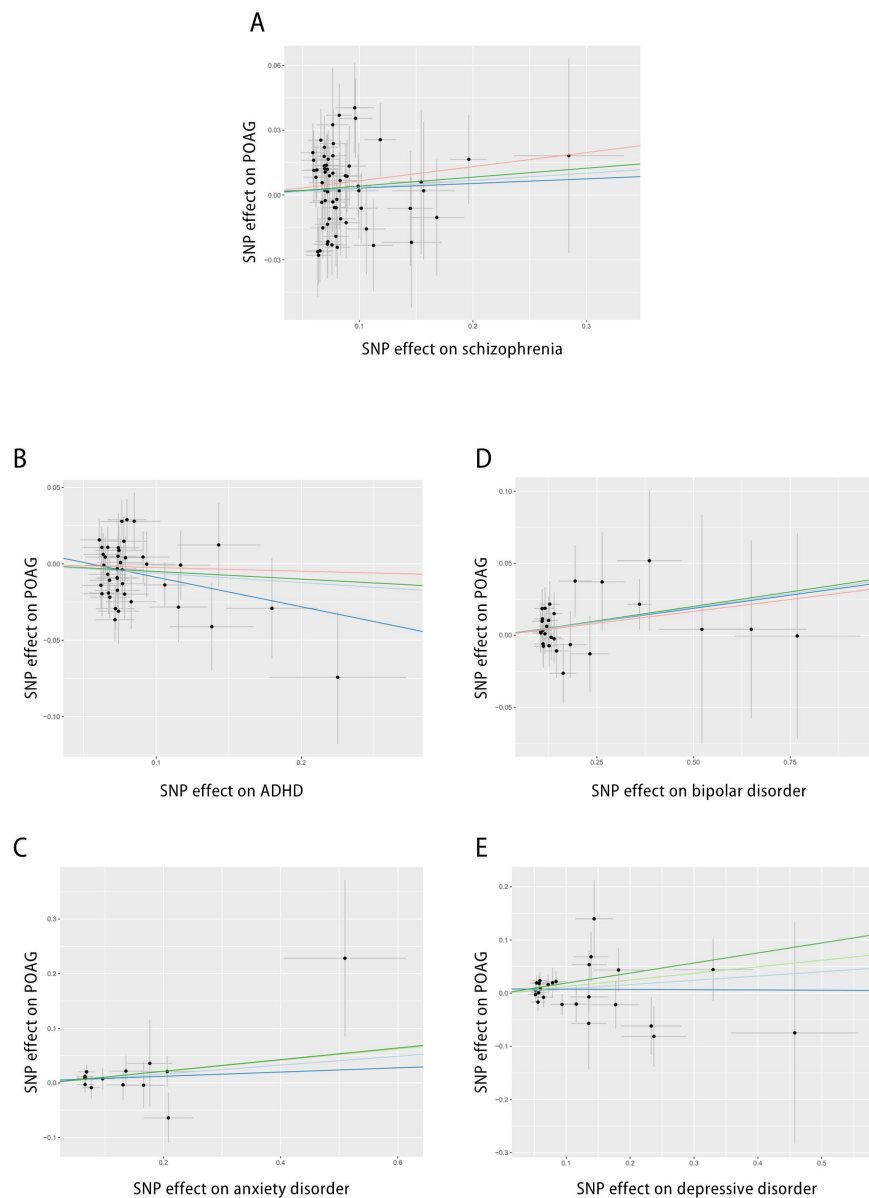 A
0.06
0.03
0.00
−0.03
SNP effect on POAG
0.1
0.2
0.3
SNP effect on schizophrenia
B
0.05
0.00
−0.05
−0.10
SNP effect on POAG
0.1
0.2
SNP effect on ADHD
D
0.10
0.05
0.00
−0.05
SNP effect on POAG
0.25
0.50
0.75
SNP effect on bipolar disorder
C
0.3
0.2
0.1
0.0
−0.1
SNP effect on POAG
0.2
0.4
0.6
SNP effect on anxiety disorder
E
0.2
0.1
0.0
−0.1
−0.2
−0.3
SNP effect on POAG
0.1
0.2
0.3
0.4
0.5
SNP effect on depressive disorder